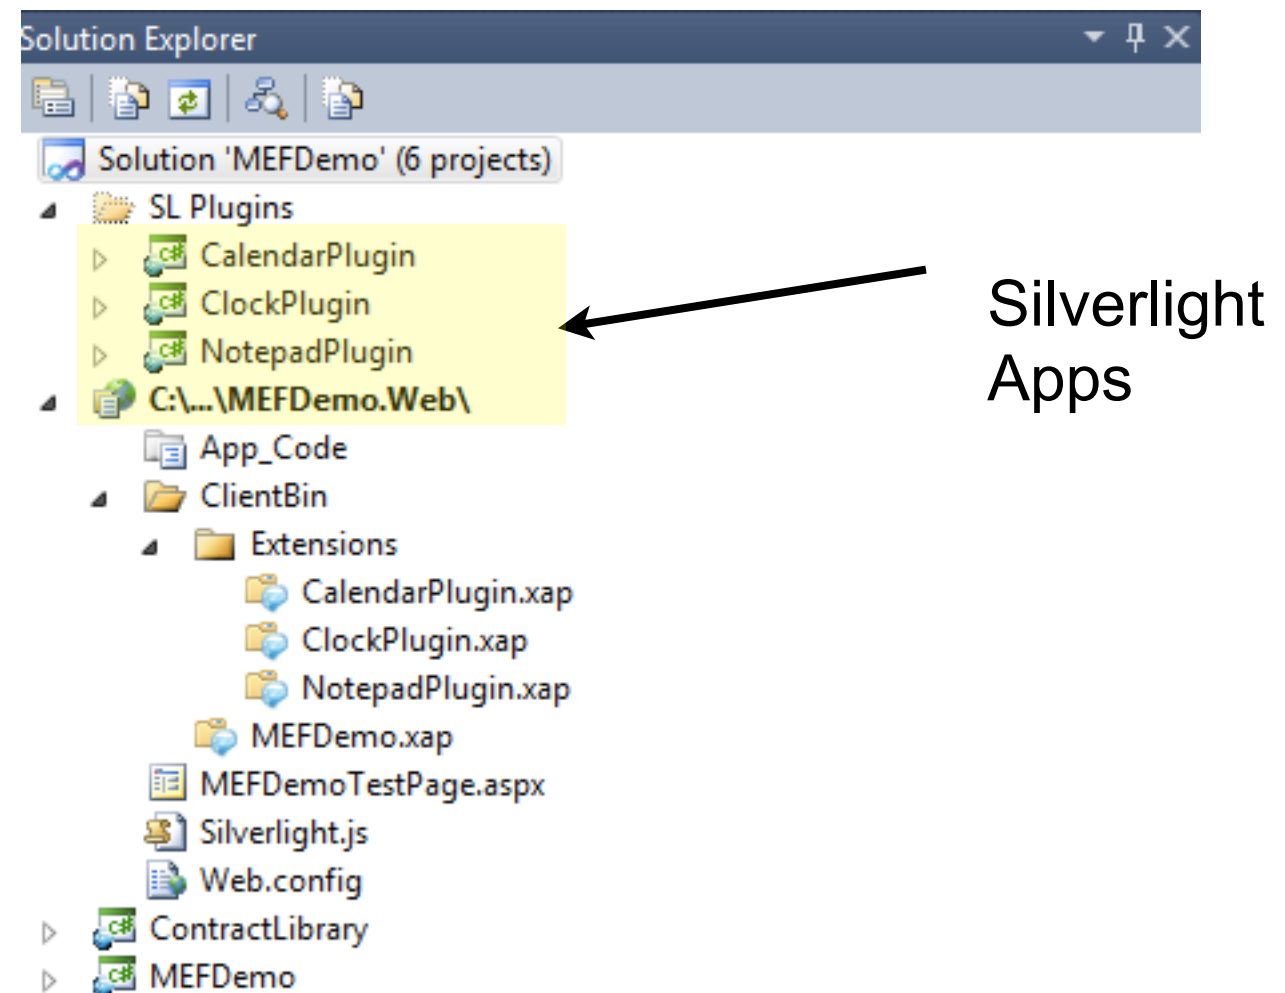 Solution Explorer
Solution 'MEFDemo' (6 projects)
SL Plugins
CalendarPlugin
ClockPlugin
NotepadPlugin
C:\...\MEFDemo.Web\
App_Code
ClientBin
Extensions
CalendarPlugin.xap
ClockPlugin.xap
NotepadPlugin.xap
MEFDemo.xap
MEFDemoTestPage.aspx
Silverlight.js
Web.config
ContractLibrary
MEFDemo
Silverlight
Apps